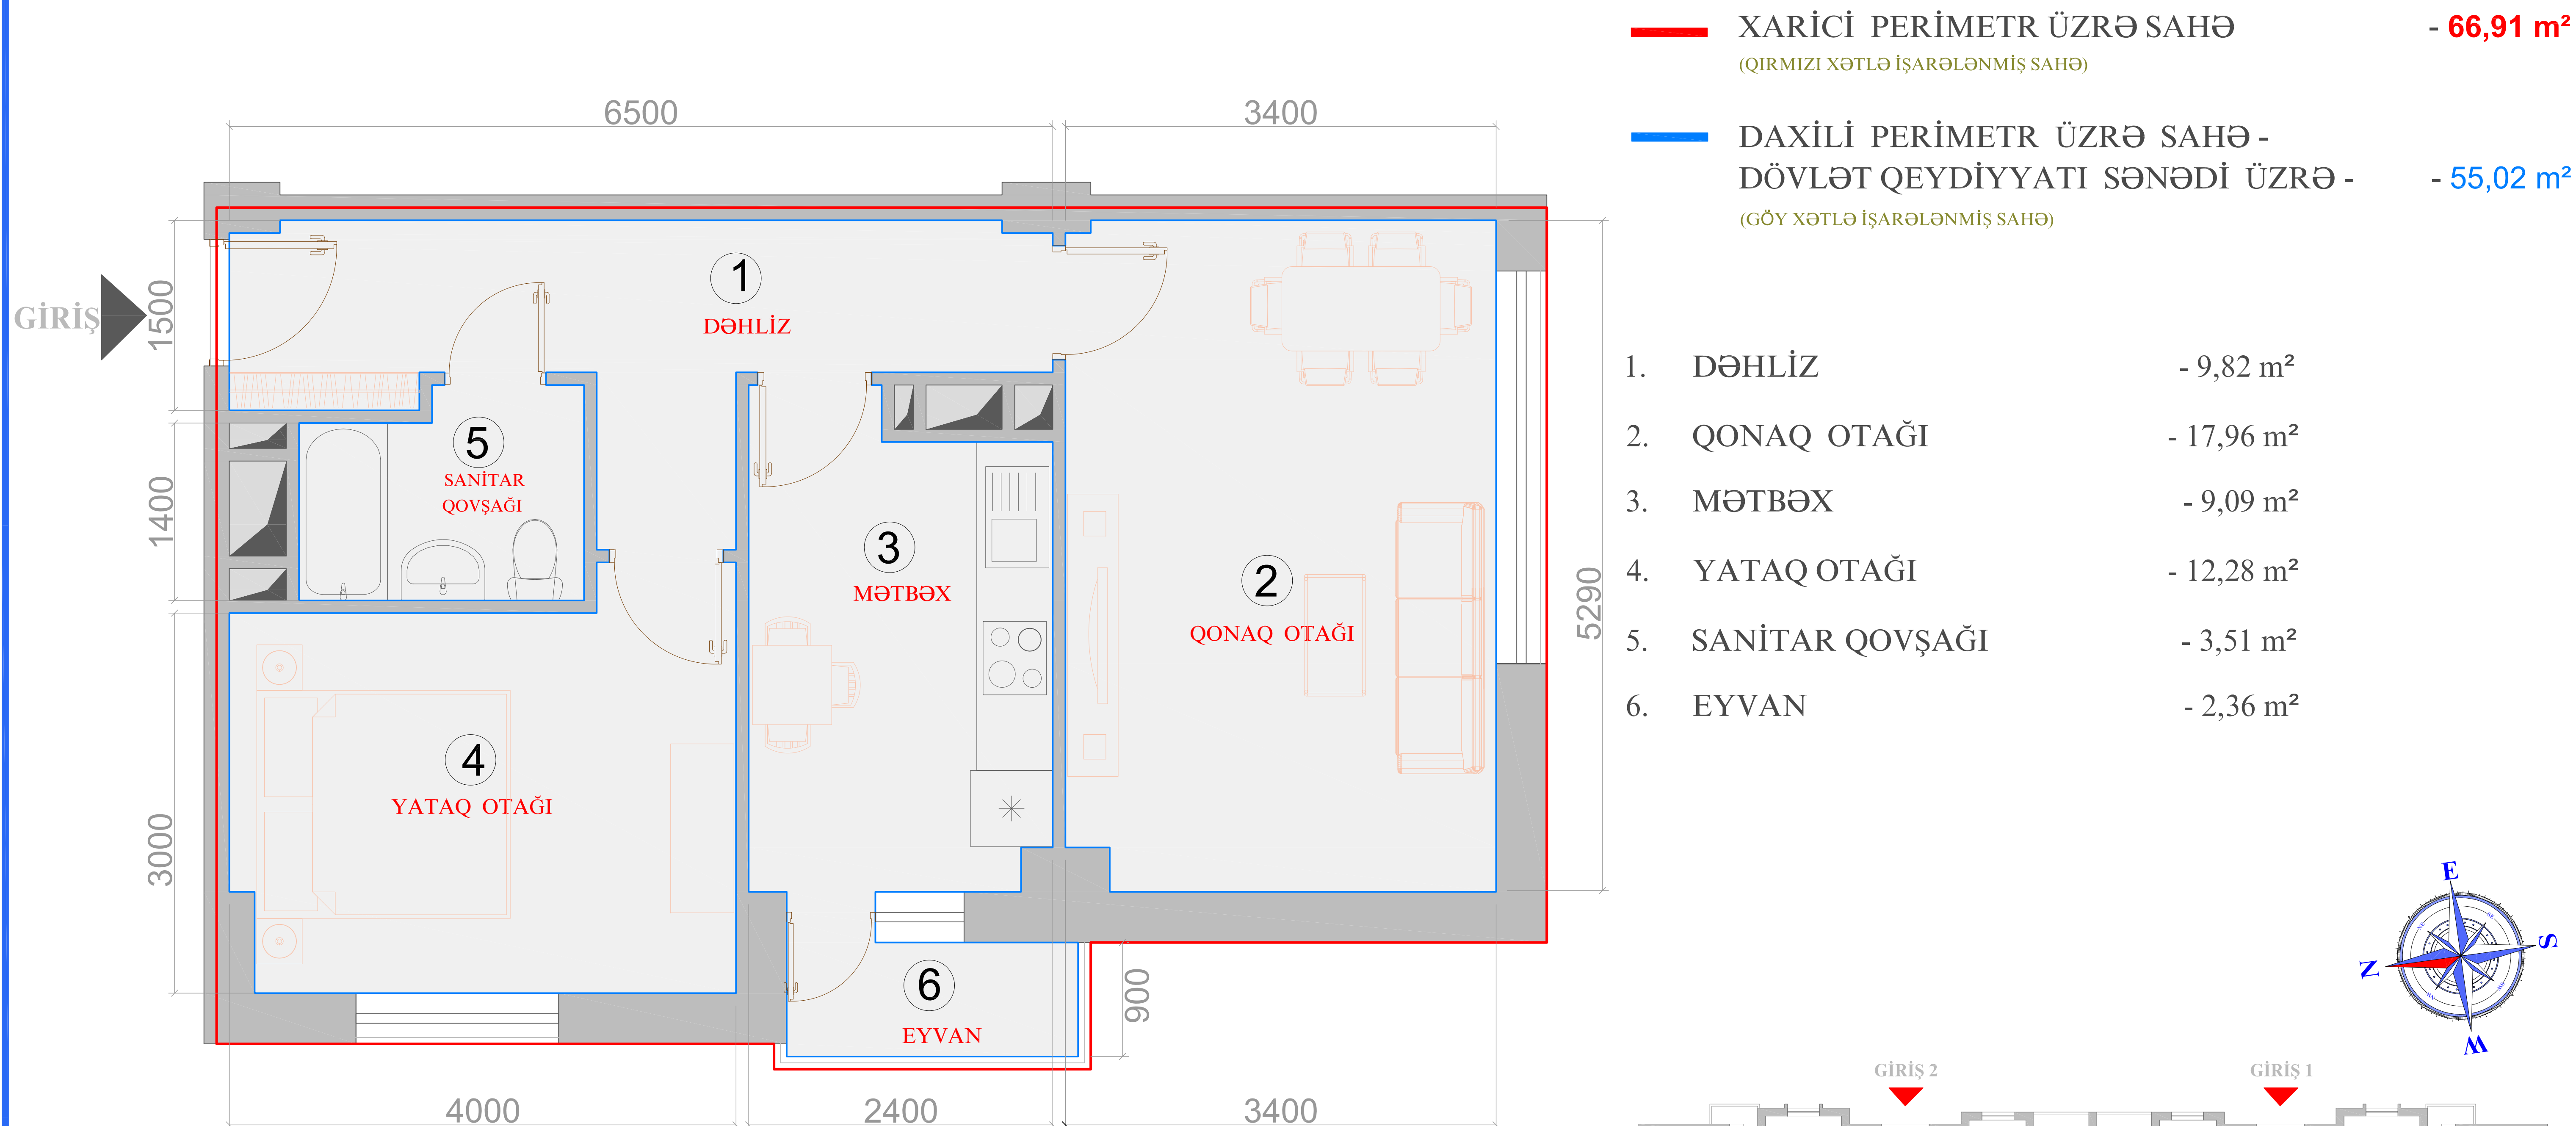 XARİCİ PERİMETR ÜZRƏ SAHƏ - 66,91 m²
(QIRMIZI XƏTLƏ İŞARƏLƏNMİŞ SAHƏ)
DAXİLİ PERİMETR ÜZRƏ SAHƏ -
DÖVLƏT QEYDİYYATI SƏNƏDİ ÜZRƏ - - 55,02 m²
(GÖY XƏTLƏ İŞARƏLƏNMİŞ SAHƏ)
6500
3400
GİRİŞ
1500
1400
3000
1
DƏHLİZ
5
SANİTAR
QOVŞAĞI
3
MƏTBƏX
2
QONAQ OTAĞI
4
YATAQ OTAĞI
6
EYVAN
5290
900
4000
2400
3400
1. DƏHLİZ - 9,82 m²
2. QONAQ OTAĞI - 17,96 m²
3. MƏTBƏX - 9,09 m²
4. YATAQ OTAĞI - 12,28 m²
5. SANİTAR QOVŞAĞI - 3,51 m²
6. EYVAN - 2,36 m²
E
S
N
W
GİRİŞ 2
GİRİŞ 1